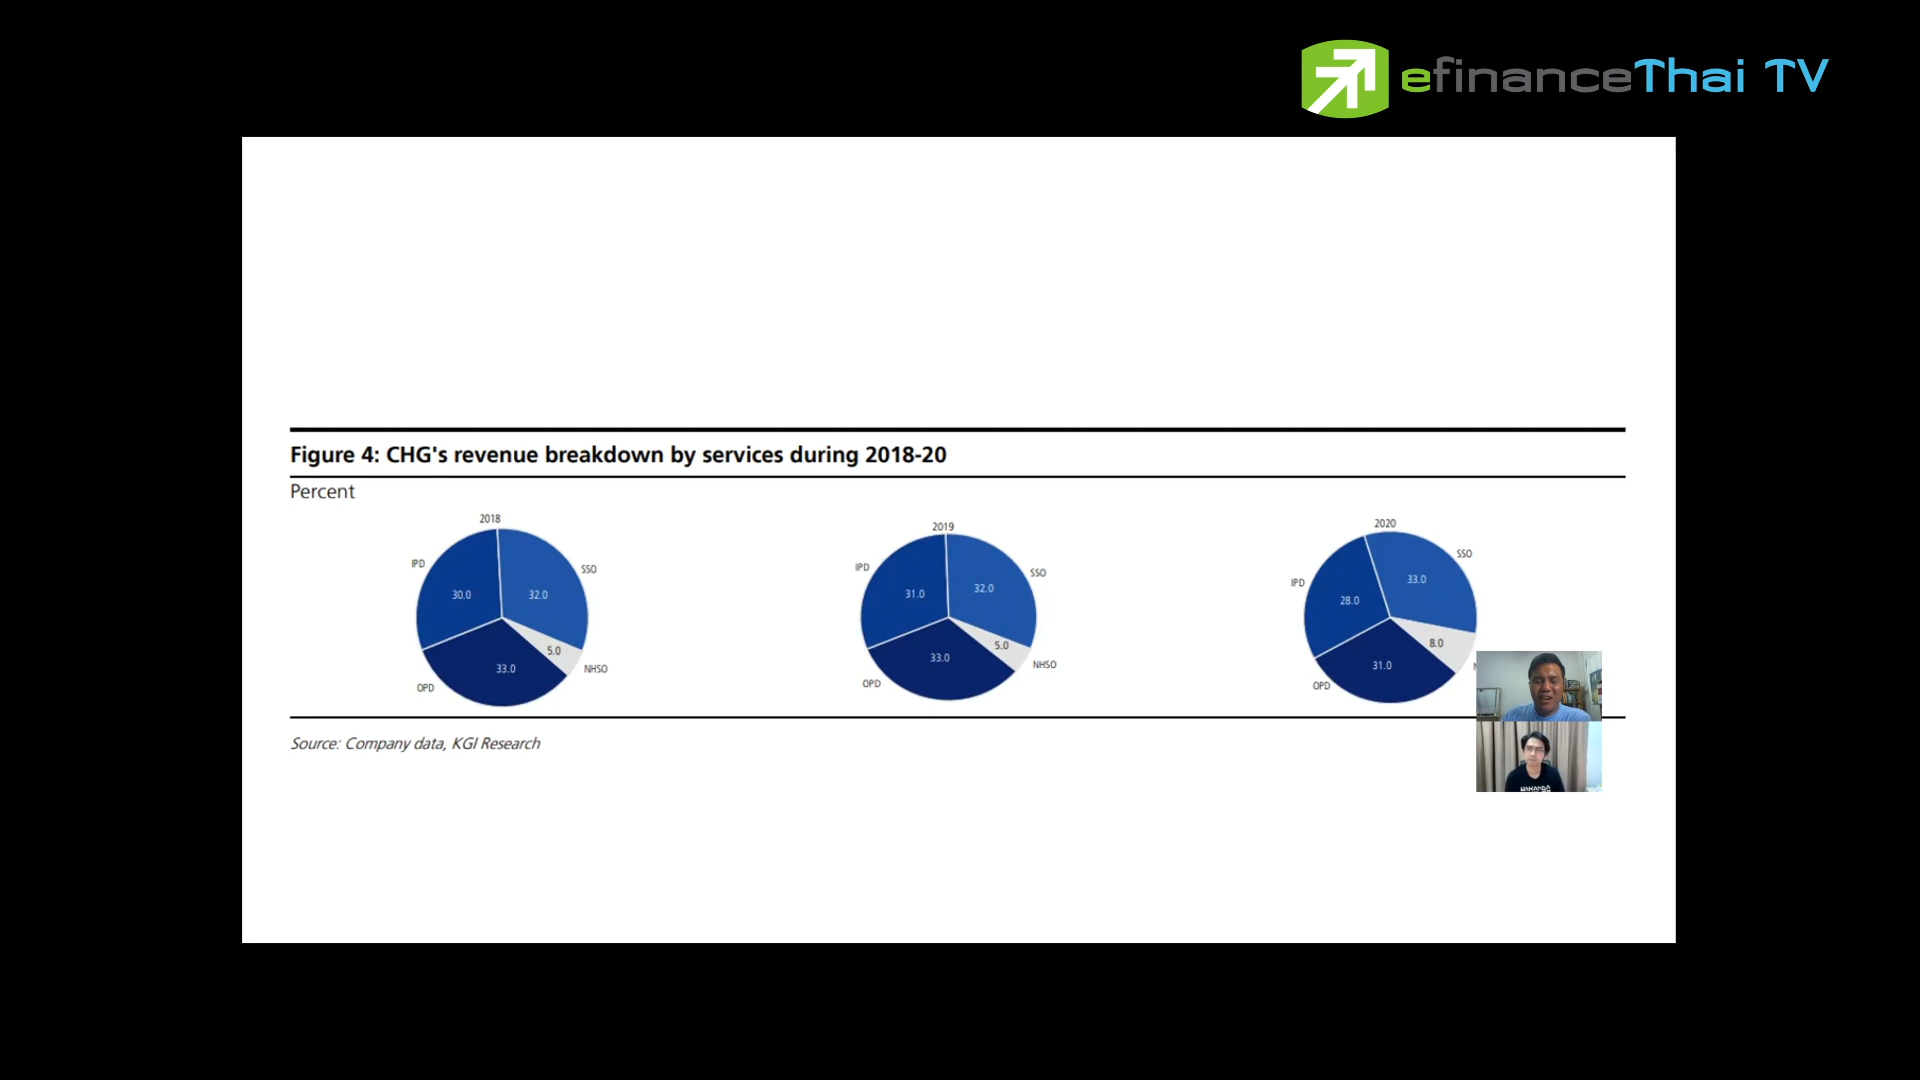 efinanceThai TV
Figure 4: CHG's revenue breakdown by services during 2018-20
Percent
2018
IPD
SSO
30.0
32.0
5.0
NHSO
33.0
OPD
2019
IPD
SSO
31.0
32.0
5.0
NHSO
33.0
OPD
2020
SSO
IPD
33.0
28.0
8.0
31.0
OPD
Source: Company data, KGI Research